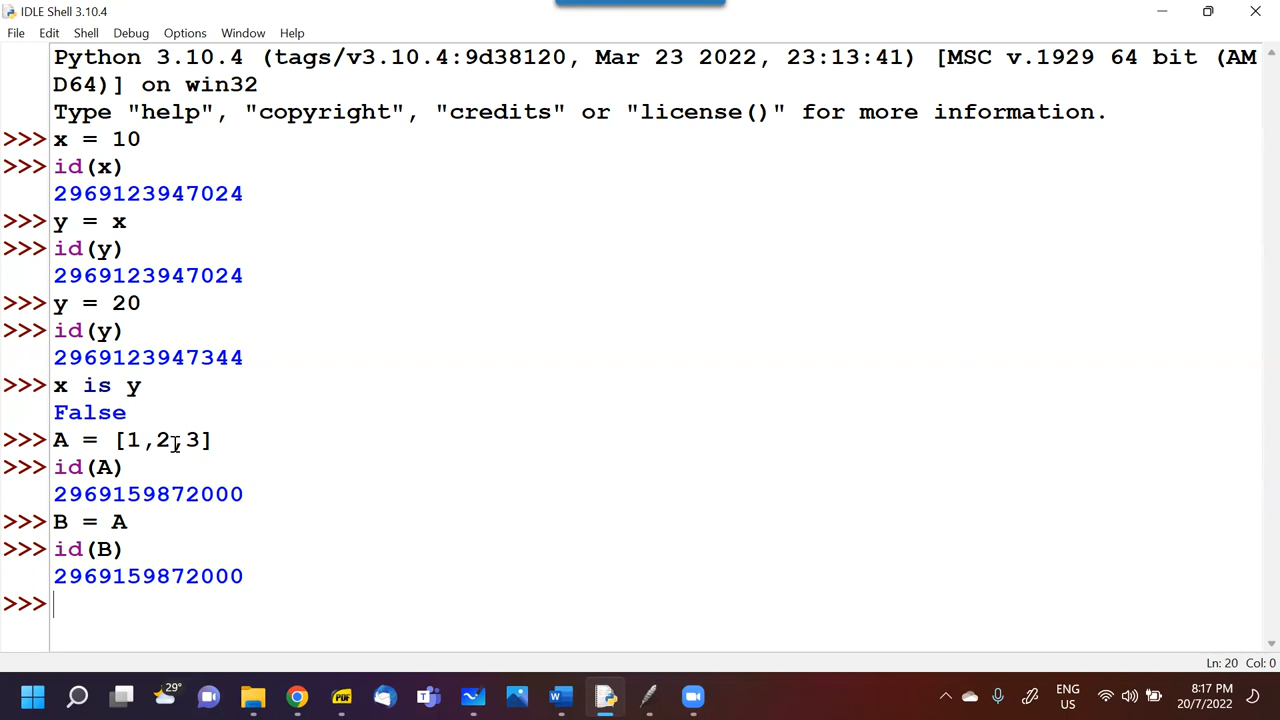 IDLE Shell 3.10.4
File Edit Shell Debug Options Window Help
Python 3.10.4 (tags/v3.10.4:9d38120, Mar 23 2022, 23:13:41) [MSC v.1929 64 bit (AM
D64)] on win32
Type "help", "copyright", "credits" or "license()" for more information.
>>> x = 10
>>> id(x)
2969123947024
>>> y = x
>>> id(y)
2969123947024
>>> y = 20
>>> id(y)
2969123947344
>>> x is y
False
>>> A = [1,2,3]
>>> id(A)
2969159872000
>>> B = A
>>> id(B)
2969159872000
>>>
Ln: 20 Col: 0
29°
PDF
ENG
US
8:17 PM
20/7/2022